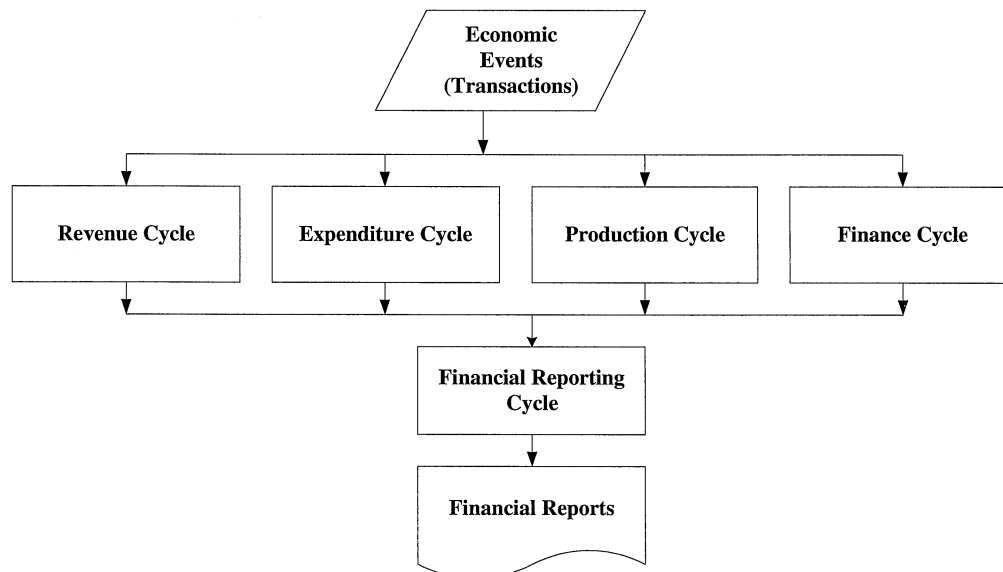 Economic
Events
(Transactions)
Revenue Cycle
Expenditure Cycle
Production Cycle
Finance Cycle
Financial Reporting
Cycle
Financial Reports